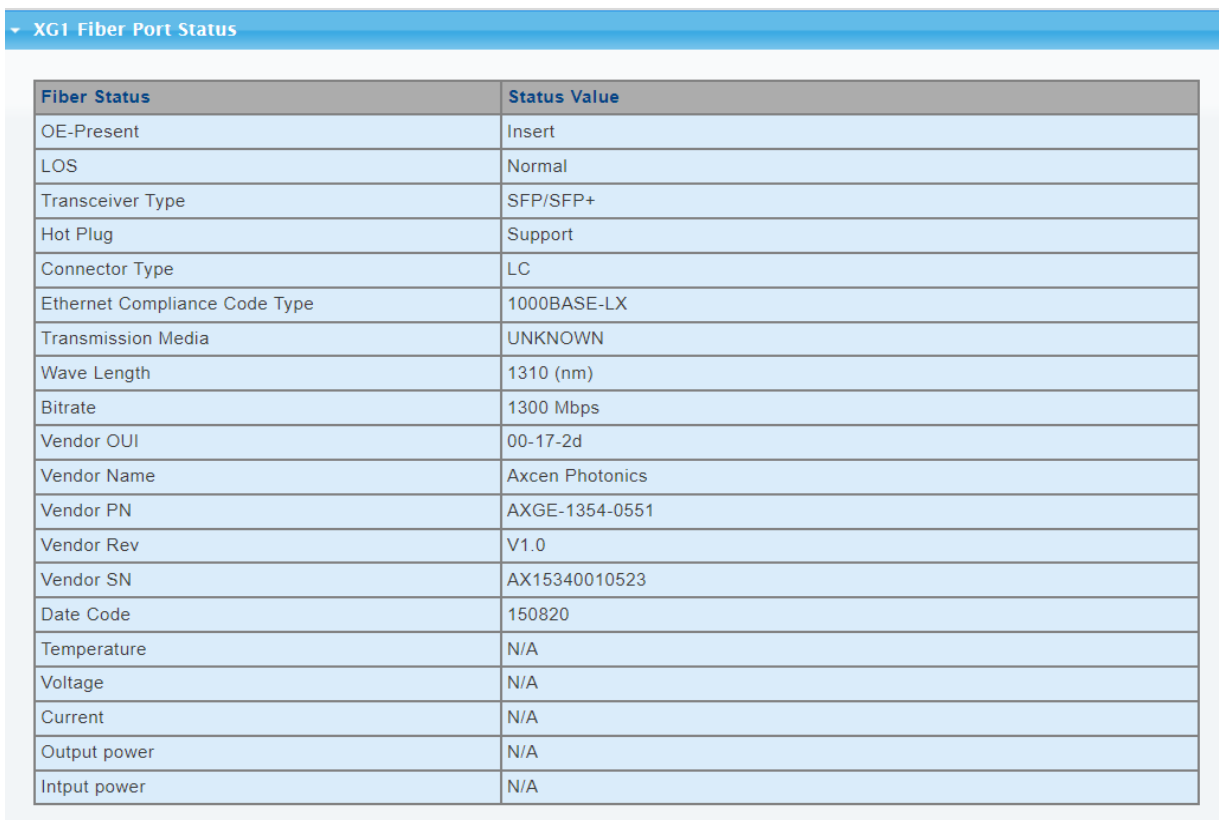 XG1 Fiber Port Status
Fiber Status Status Value
OE-Present Insert
LOS Normal
Transceiver Type SFP/SFP+
Hot Plug Support
Connector Type LC
Ethernet Compliance Code Type 1000BASE-LX
Transmission Media UNKNOWN
Wave Length 1310 (nm)
Bitrate 1300 Mbps
Vendor OUI 00-17-2d
Vendor Name Axcen Photonics
Vendor PN AXGE-1354-0551
Vendor Rev V1.0
Vendor SN AX15340010523
Date Code 150820
Temperature N/A
Voltage N/A
Current N/A
Output power N/A
Intput power N/A